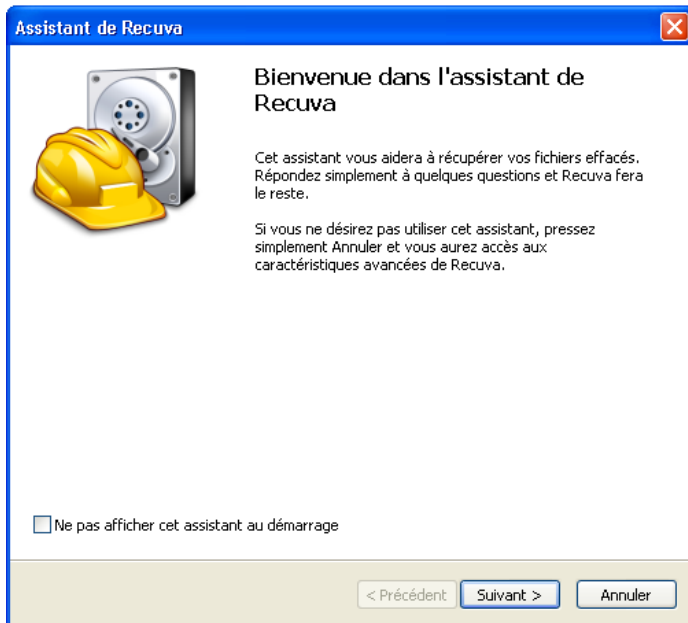 Assistant de Recuva
Bienvenue dans l'assistant de
Recuva
Cet assistant vous aidera à récupérer vos fichiers effacés.
Répondez simplement à quelques questions et Recuva fera
le reste.
Si vous ne désirez pas utiliser cet assistant, pressez
simplement Annuler et vous aurez accès aux
caractéristiques avancées de Recuva.
Ne pas afficher cet assistant au démarrage
< Précédent
Suivant >
Annuler